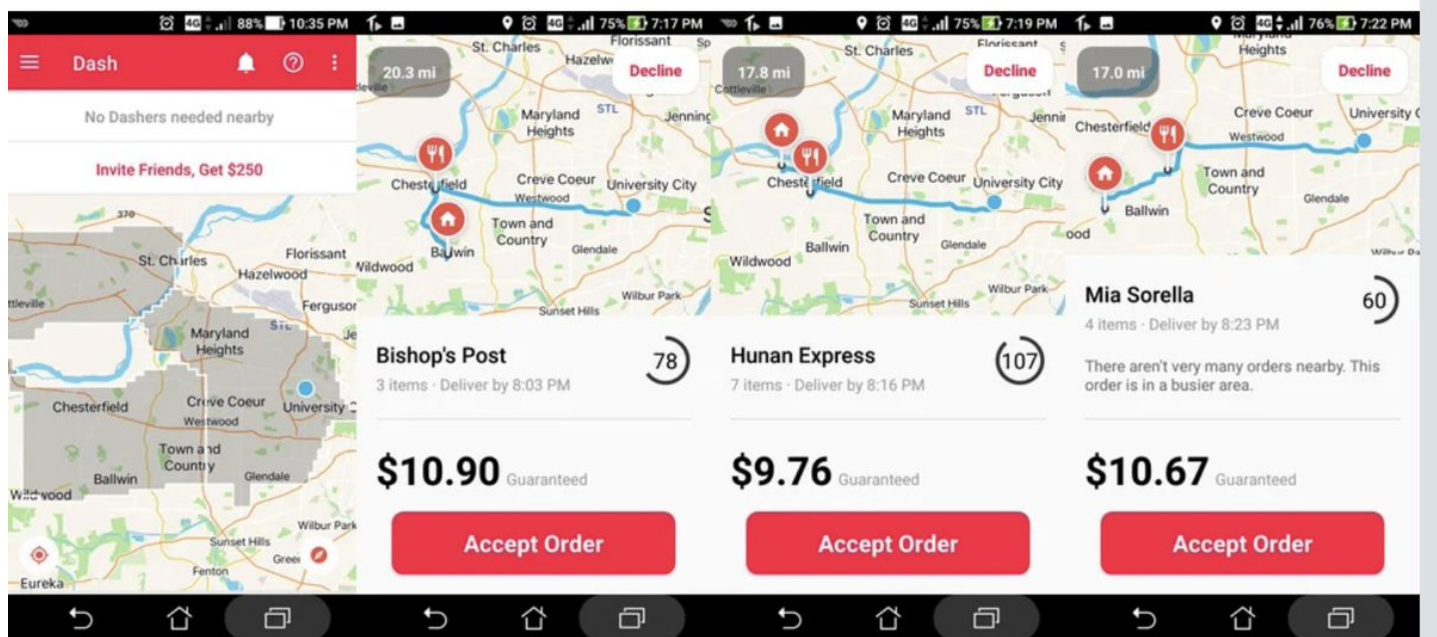 88% 10:35 PM
Dash
No Dashers needed nearby
Invite Friends, Get $250
370
St. Charles
Florissant
Hazelwood
Maryland
Heights
STL
Chesterfield
Creve Coeur
University
Westwood
Town and
Country
Ballwin
Glendale
Wildwood
Wilbur Park
Sunset Hills
Fenton
Eureka
4G 75% 7:17 PM
20.3 mi
Decline
St. Charles
Florissant
Maryland
Heights
STL
Chesterfield
Creve Coeur
University City
Westwood
Town and
Country
Glendale
Wildwood
Wilbur Park
Sunset Hills
Bishop's Post
78
3 items · Deliver by 8:03 PM
$10.90 Guaranteed
Accept Order
4G 75% 7:19 PM
17.8 mi
Decline
St. Charles
Maryland
Heights
STL
Creve Coeur
University City
Town and
Country
Ballwin
Glendale
Wildwood
Wilbur Park
Sunset Hills
Hunan Express
107
7 items · Deliver by 8:16 PM
$9.76 Guaranteed
Accept Order
4G 76% 7:22 PM
17.0 mi
Decline
Heights
Creve Coeur
Chesterfield
Westwood
Town and
Country
Glendale
Ballwin
Mia Sorella
60
4 items · Deliver by 8:23 PM
There aren't very many orders nearby. This
order is in a busier area.
$10.67 Guaranteed
Accept Order